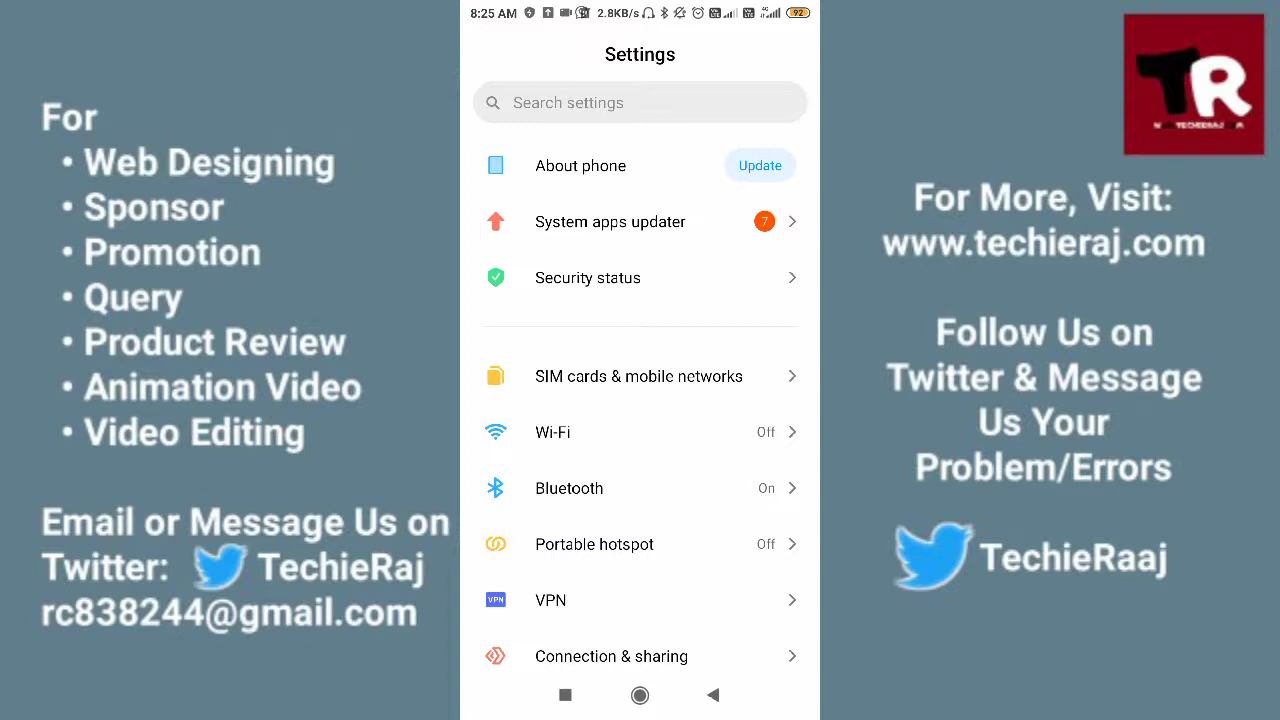 For
• Web Designing
• Sponsor
• Promotion
• Query
• Product Review
• Animation Video
• Video Editing
Email or Message Us on
Twitter: TechieRaj
rc838244@gmail.com
8:25 AM 2.8KB/s 4G 92
Settings
Search settings
About phone Update
System apps updater 7
Security status
SIM cards & mobile networks
Wi-Fi Off
Bluetooth On
Portable hotspot Off
VPN VPN
Connection & sharing
TR
For More, Visit:
www.techieraj.com
Follow Us on
Twitter & Message
Us Your
Problem/Errors
TechieRaaj